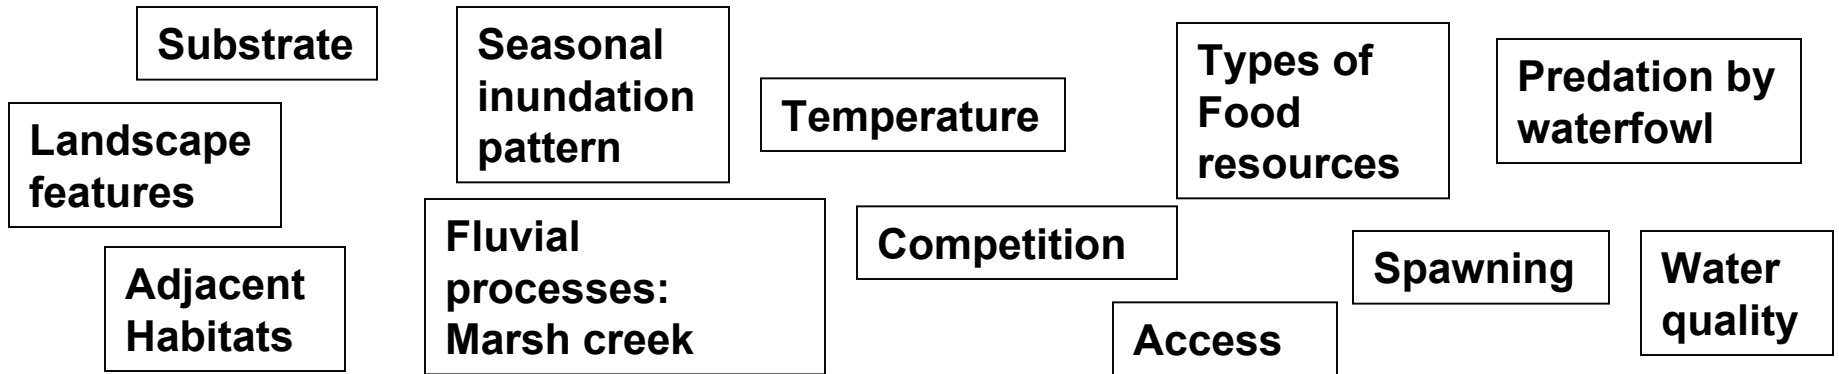 Substrate
Seasonal
inundation
pattern
Temperature
Types of
Food
resources
Predation by
waterfowl
Landscape
features
Adjacent
Habitats
Fluvial
processes:
Marsh creek
Competition
Access
Spawning
Water
quality